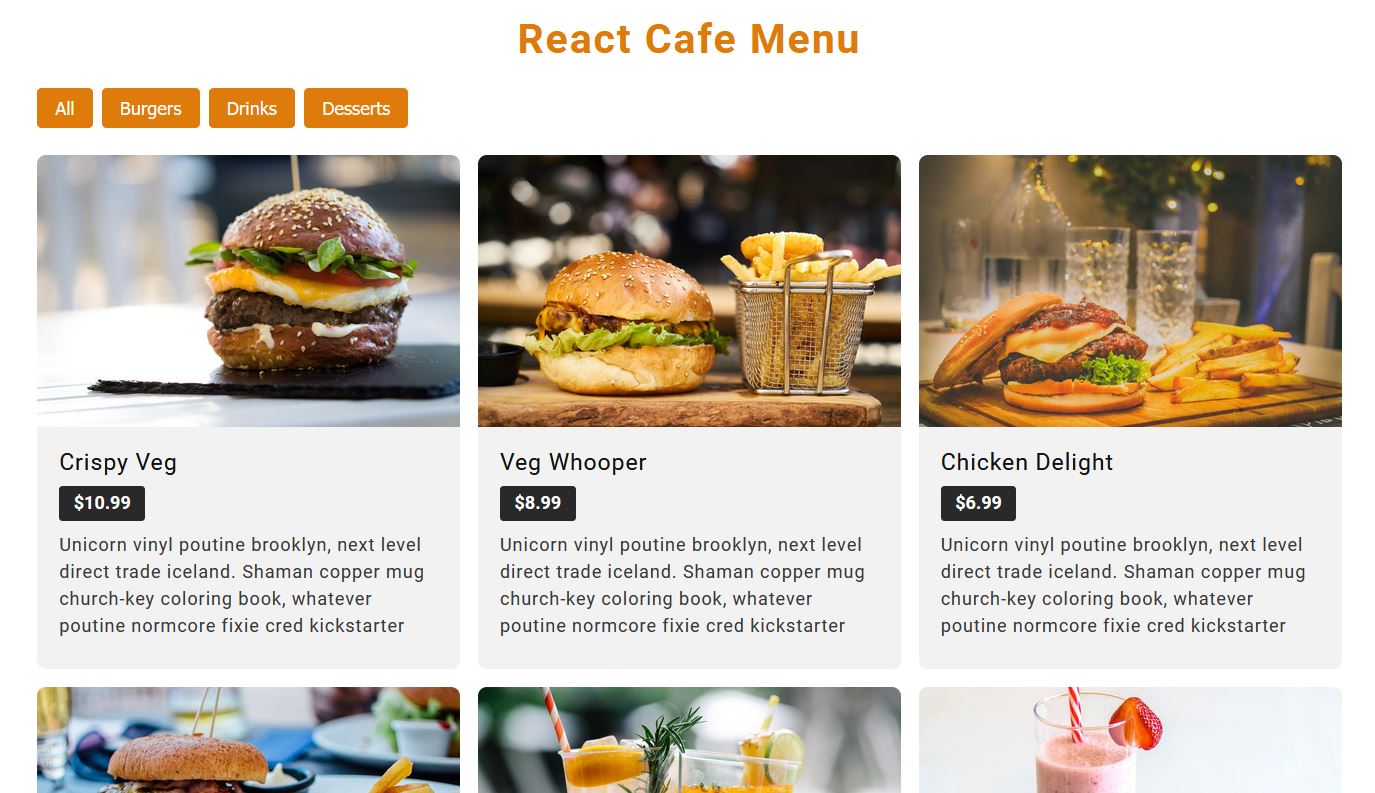 React Cafe Menu
All
Burgers
Drinks
Desserts
Crispy Veg
$10.99
Unicorn vinyl poutine brooklyn, next level
direct trade iceland. Shaman copper mug
church-key coloring book, whatever
poutine normcore fixie cred kickstarter
Veg Whooper
$8.99
Unicorn vinyl poutine brooklyn, next level
direct trade iceland. Shaman copper mug
church-key coloring book, whatever
poutine normcore fixie cred kickstarter
Chicken Delight
$6.99
Unicorn vinyl poutine brooklyn, next level
direct trade iceland. Shaman copper mug
church-key coloring book, whatever
poutine normcore fixie cred kickstarter